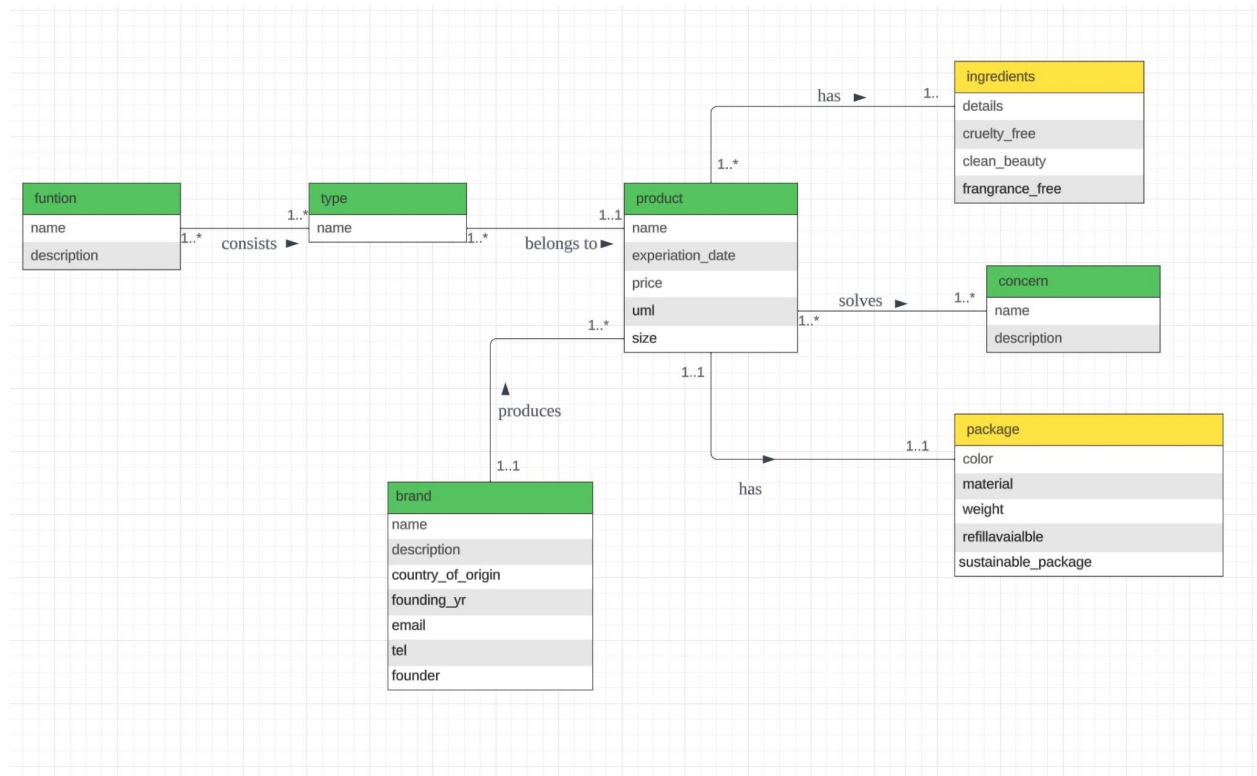 ingredients
details
cruelty_free
clean_beauty
frangrance_free
has
1..
1..*
funtion
name
description
1..*
consists
1..*
type
name
1..*
belongs to
1..1
product
name
experiation_date
price
uml
size
1..*
solves
1..*
concern
name
description
1..*
produces
1..1
1..1
has
1..1
package
color
material
weight
refillavaialble
sustainable_package
brand
name
description
country_of_origin
founding_yr
email
tel
founder